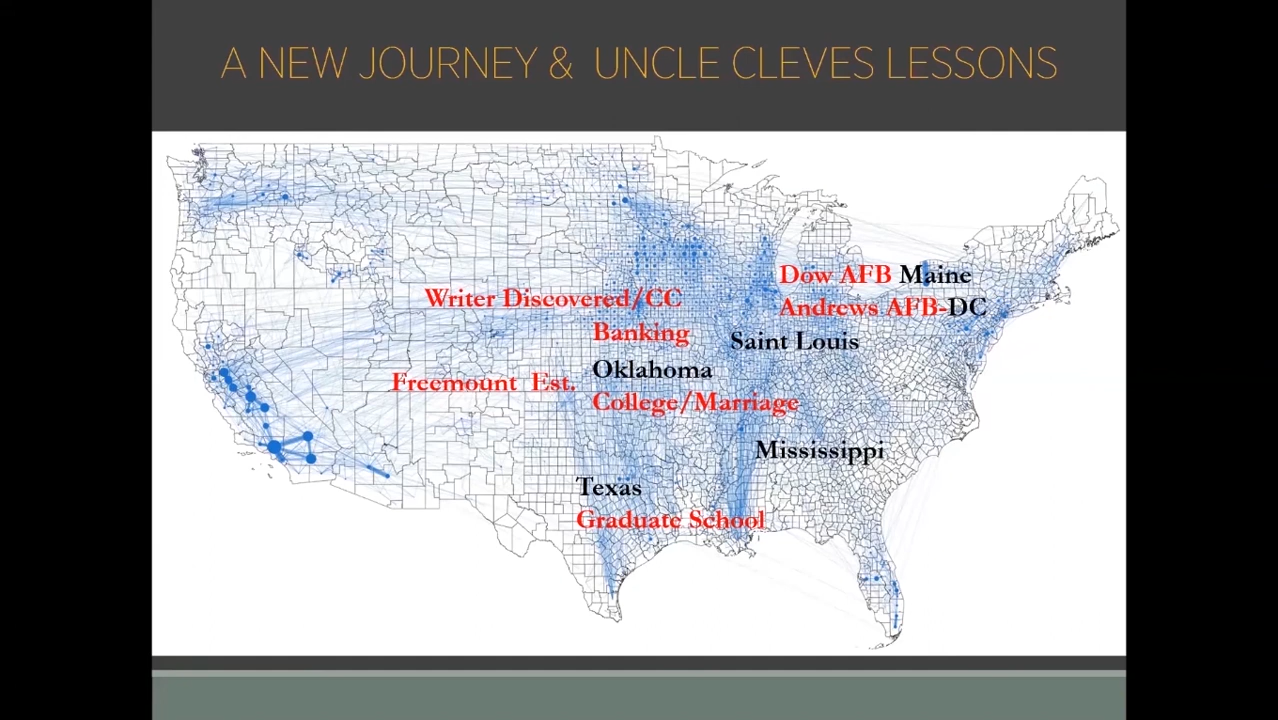 A NEW JOURNEY & UNCLE CLEVES LESSONS
Dow AFB Maine
Andrews AFB-DC
Writer Discovered/CC
Banking
Saint Louis
Oklahoma
Freemount Est.
College/Marriage
Mississippi
Texas
Graduate School